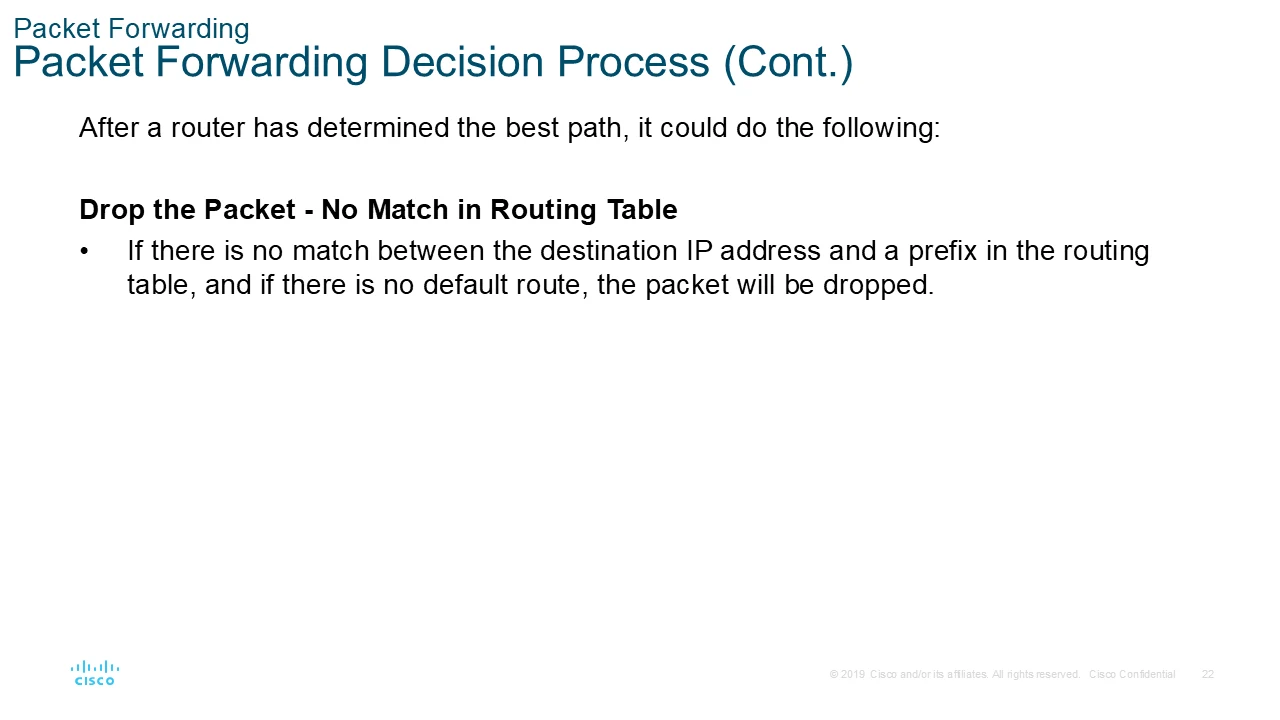 Packet Forwarding
Packet Forwarding Decision Process (Cont.)
After a router has determined the best path, it could do the following:
Drop the Packet - No Match in Routing Table
• If there is no match between the destination IP address and a prefix in the routing
table, and if there is no default route, the packet will be dropped.
CISCO
© 2019 Cisco and/or its affiliates. All rights reserved. Cisco Confidential 22